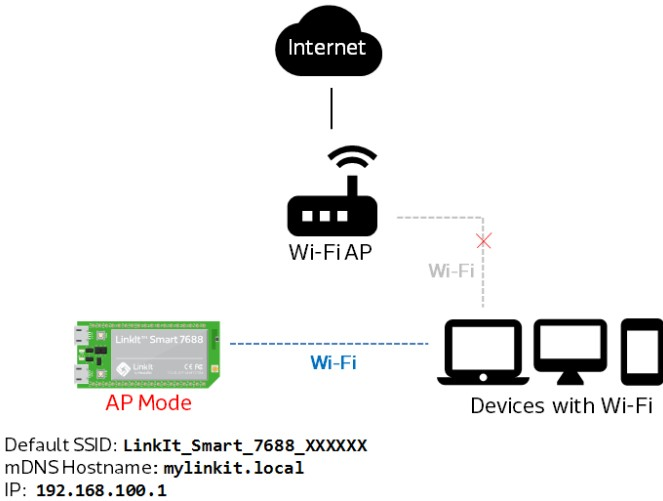 Internet
Wi-Fi AP
Wi-Fi
LinkIt™ Smart 7688
LinkIt
Wi-Fi
AP Mode
Devices with Wi-Fi
Default SSID: LinkIt_Smart_7688_XXXXXX
mDNS Hostname: mylinkit.local
IP: 192.168.100.1